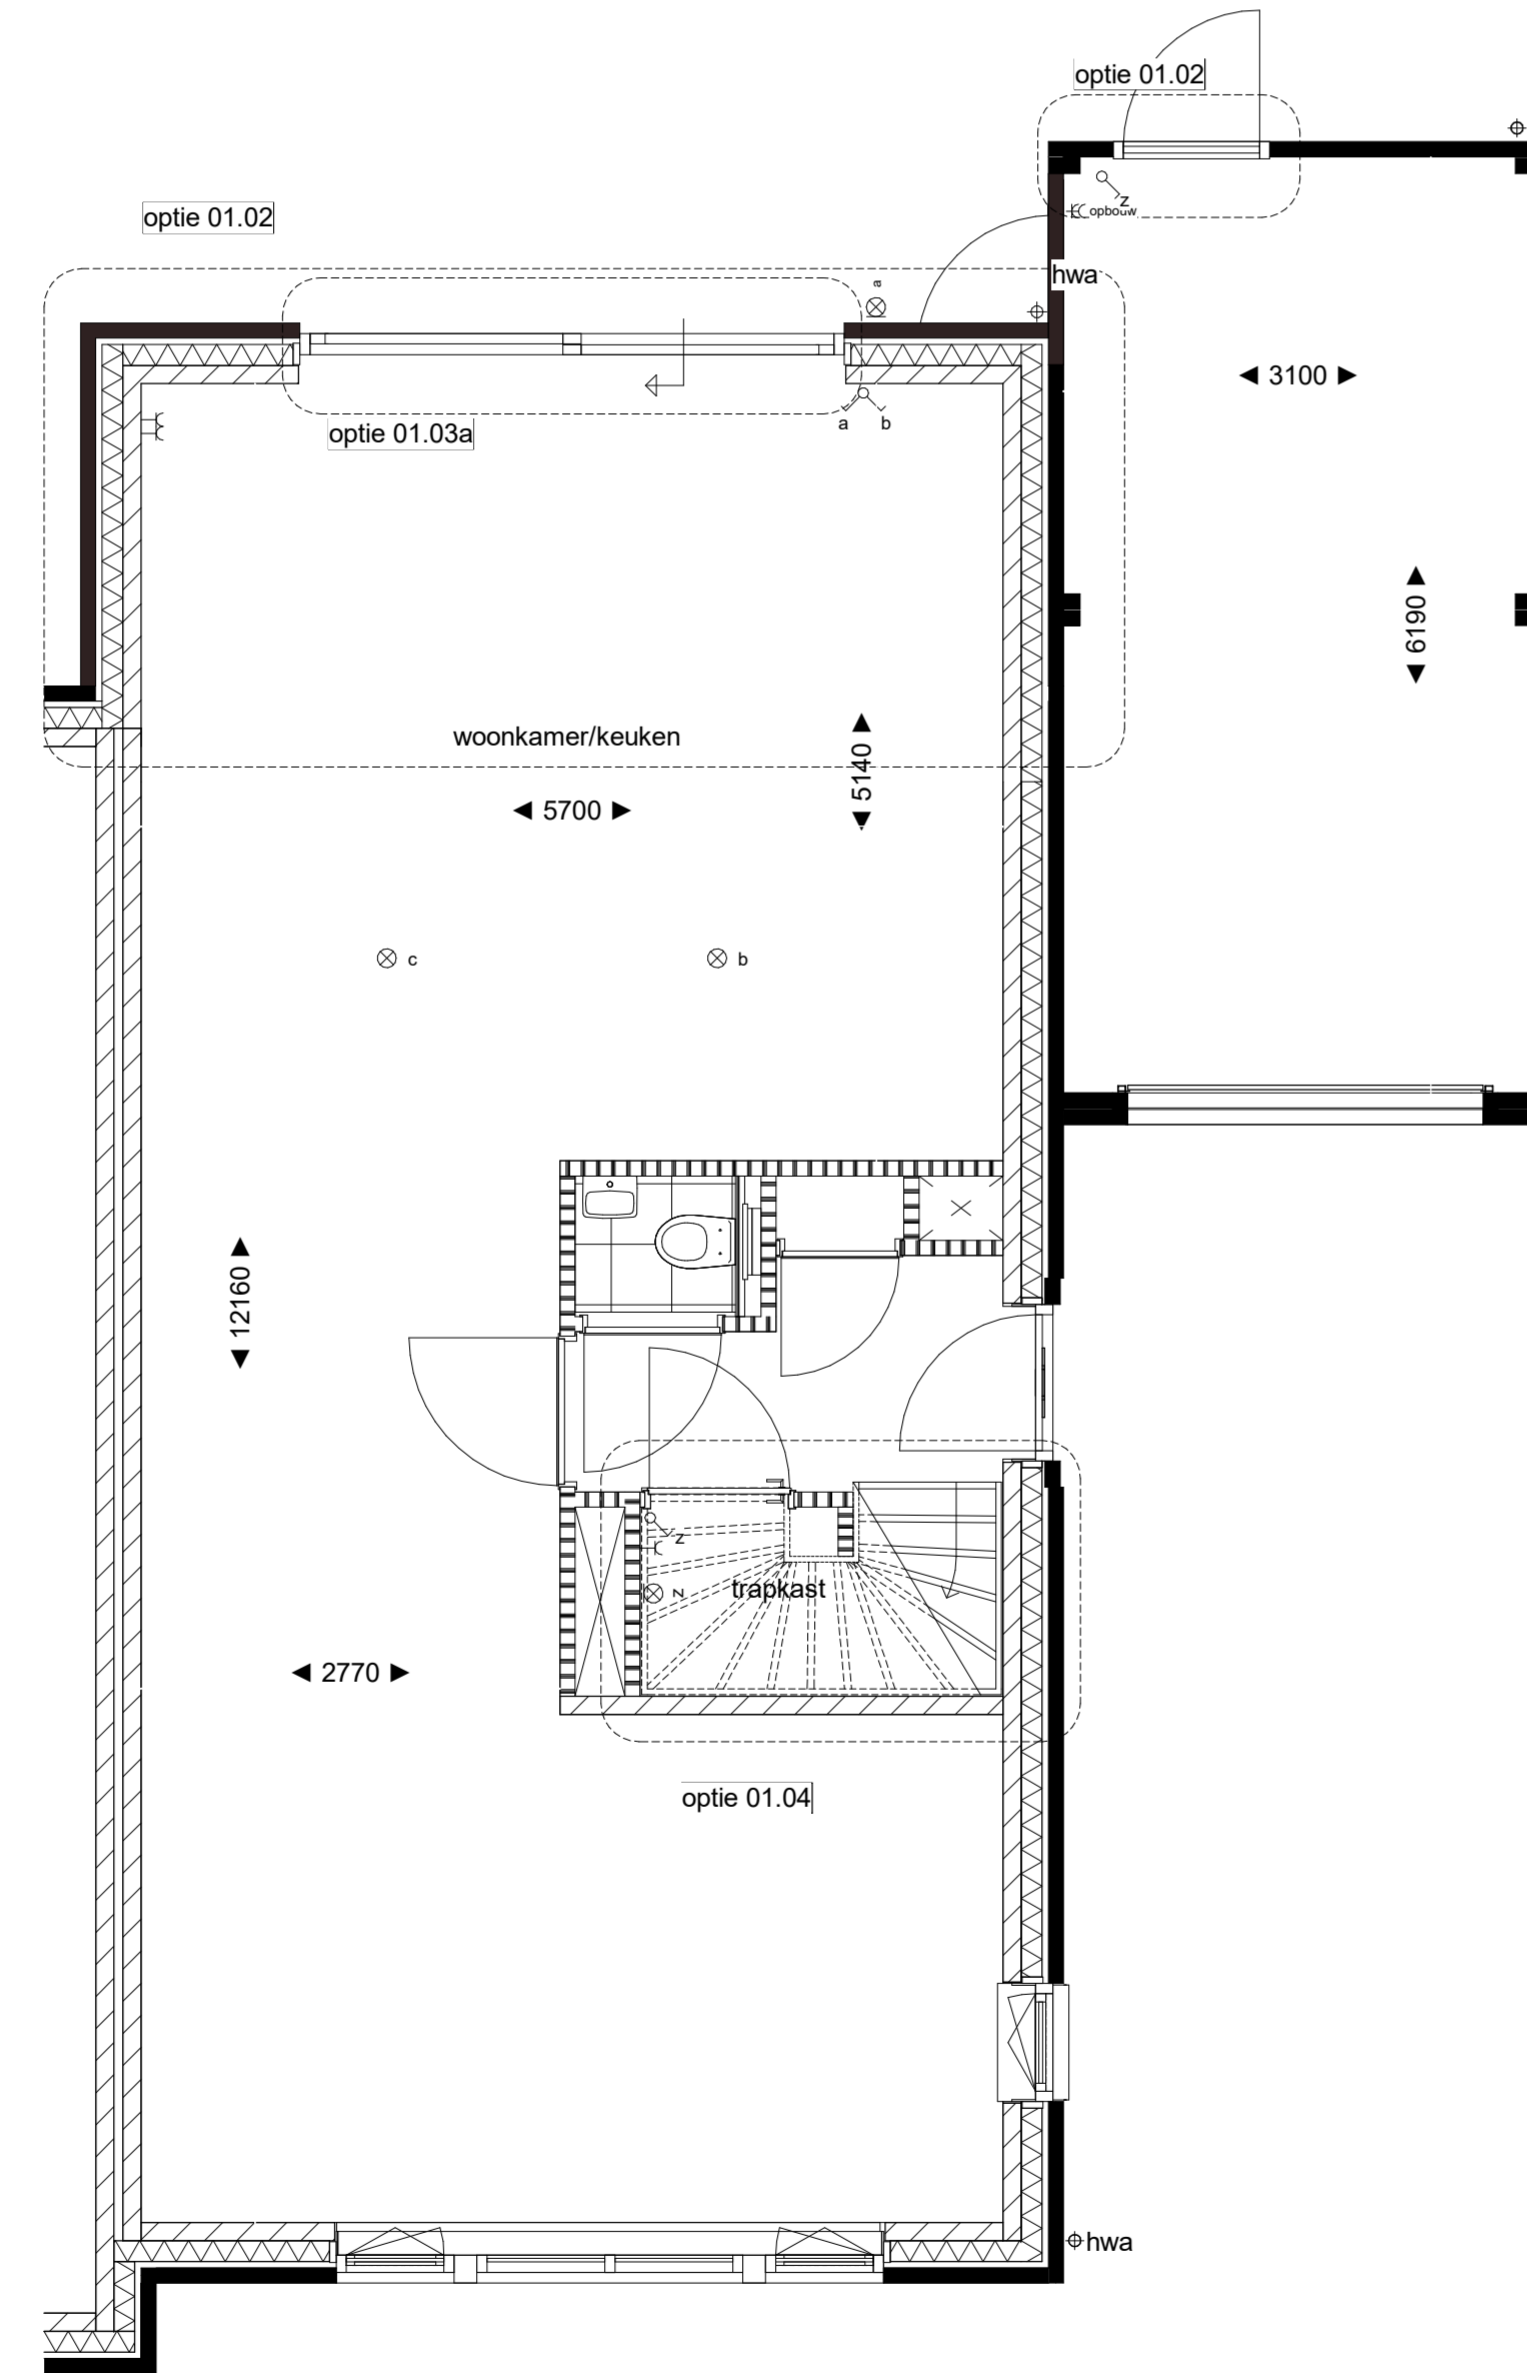 optie 01.02
optie 01.02
z
opbouw
hwa
a
◄ 3100 ►
optie 01.03a
a b
◄ 6190 ►
woonkamer/keuken
◄ 5140 ►
◄ 5700 ►
c
b
◄ 12160 ►
z
z
trapkast
◄ 2770 ►
optie 01.04
hwa